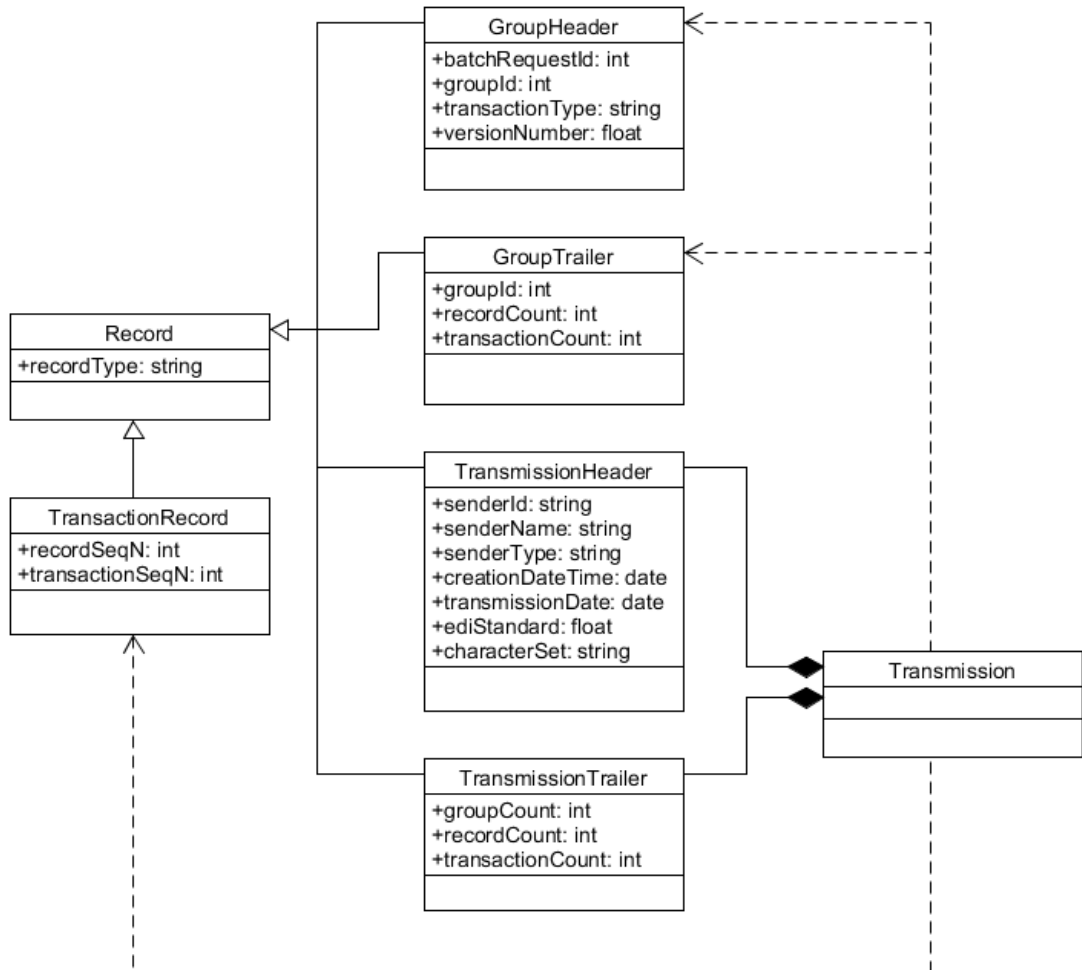 GroupHeader
+batchRequestId: int
+groupId: int
+transactionType: string
+versionNumber: float
GroupTrailer
+groupId: int
+recordCount: int
+transactionCount: int
Record
+recordType: string
TransactionRecord
+recordSeqN: int
+transactionSeqN: int
TransmissionHeader
+senderId: string
+senderName: string
+senderType: string
+creationDateTime: date
+transmissionDate: date
+ediStandard: float
+characterSet: string
Transmission
TransmissionTrailer
+groupCount: int
+recordCount: int
+transactionCount: int